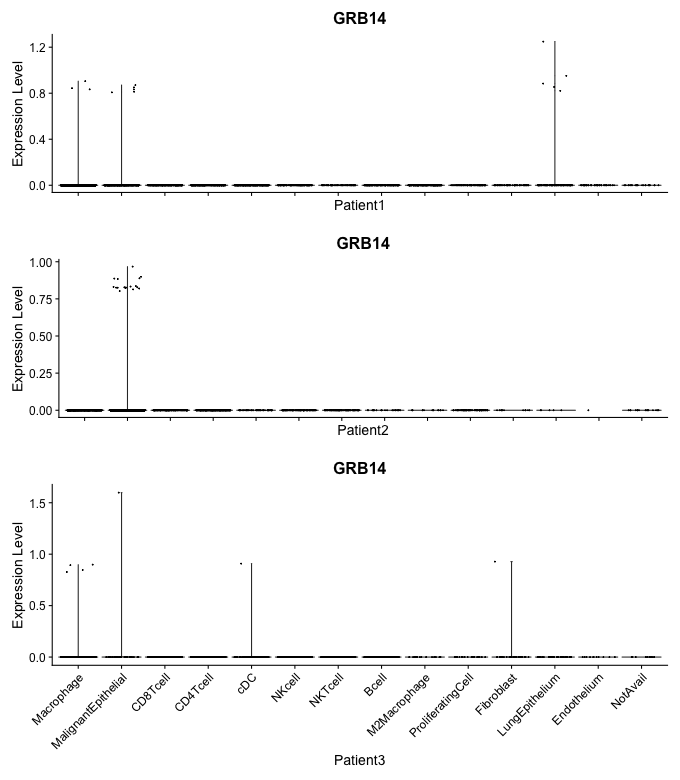 GRB14
Expression Level
1.2
0.8
0.4
0.0
Patient1
GRB14
Expression Level
1.00
0.75
0.50
0.25
0.00
Patient2
GRB14
Expression Level
1.5
1.0
0.5
0.0
Macrophage
MalignantEpithelial
CD8Tcell
CD4Tcell
cDC
NKcell
NKTcell
Bcell
M2Macrophage
ProliferatingCell
Fibroblast
LungEpithelium
Endothelium
NotAvail
Patient3